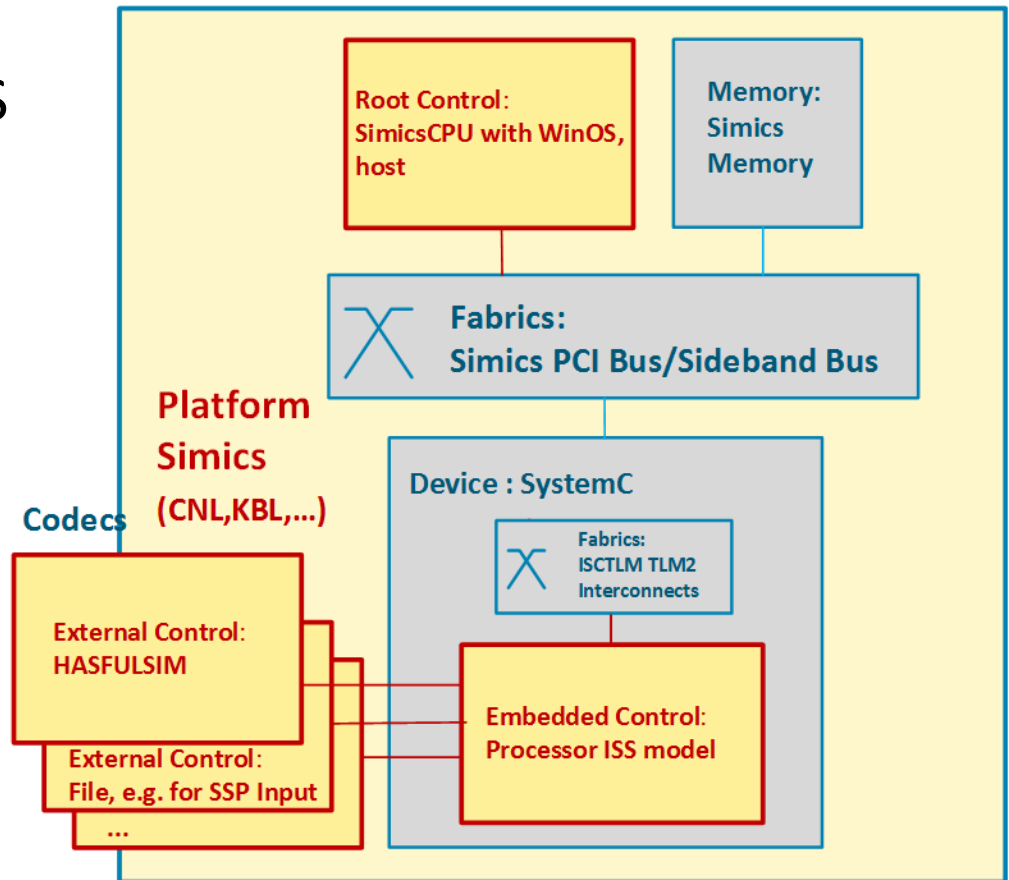 S
Root Control:
SimicsCPU with WinOS,
host
Memory:
Simics
Memory
Fabrics:
Simics PCI Bus/Sideband Bus
Platform
Simics
(CNL,KBL,...)
Device : SystemC
Fabrics:
ISCTLM TLM2
Interconnects
Codecs
External Control:
HASFULSIM
External Control:
File, e.g. for SSP Input
...
Embedded Control:
Processor ISS model